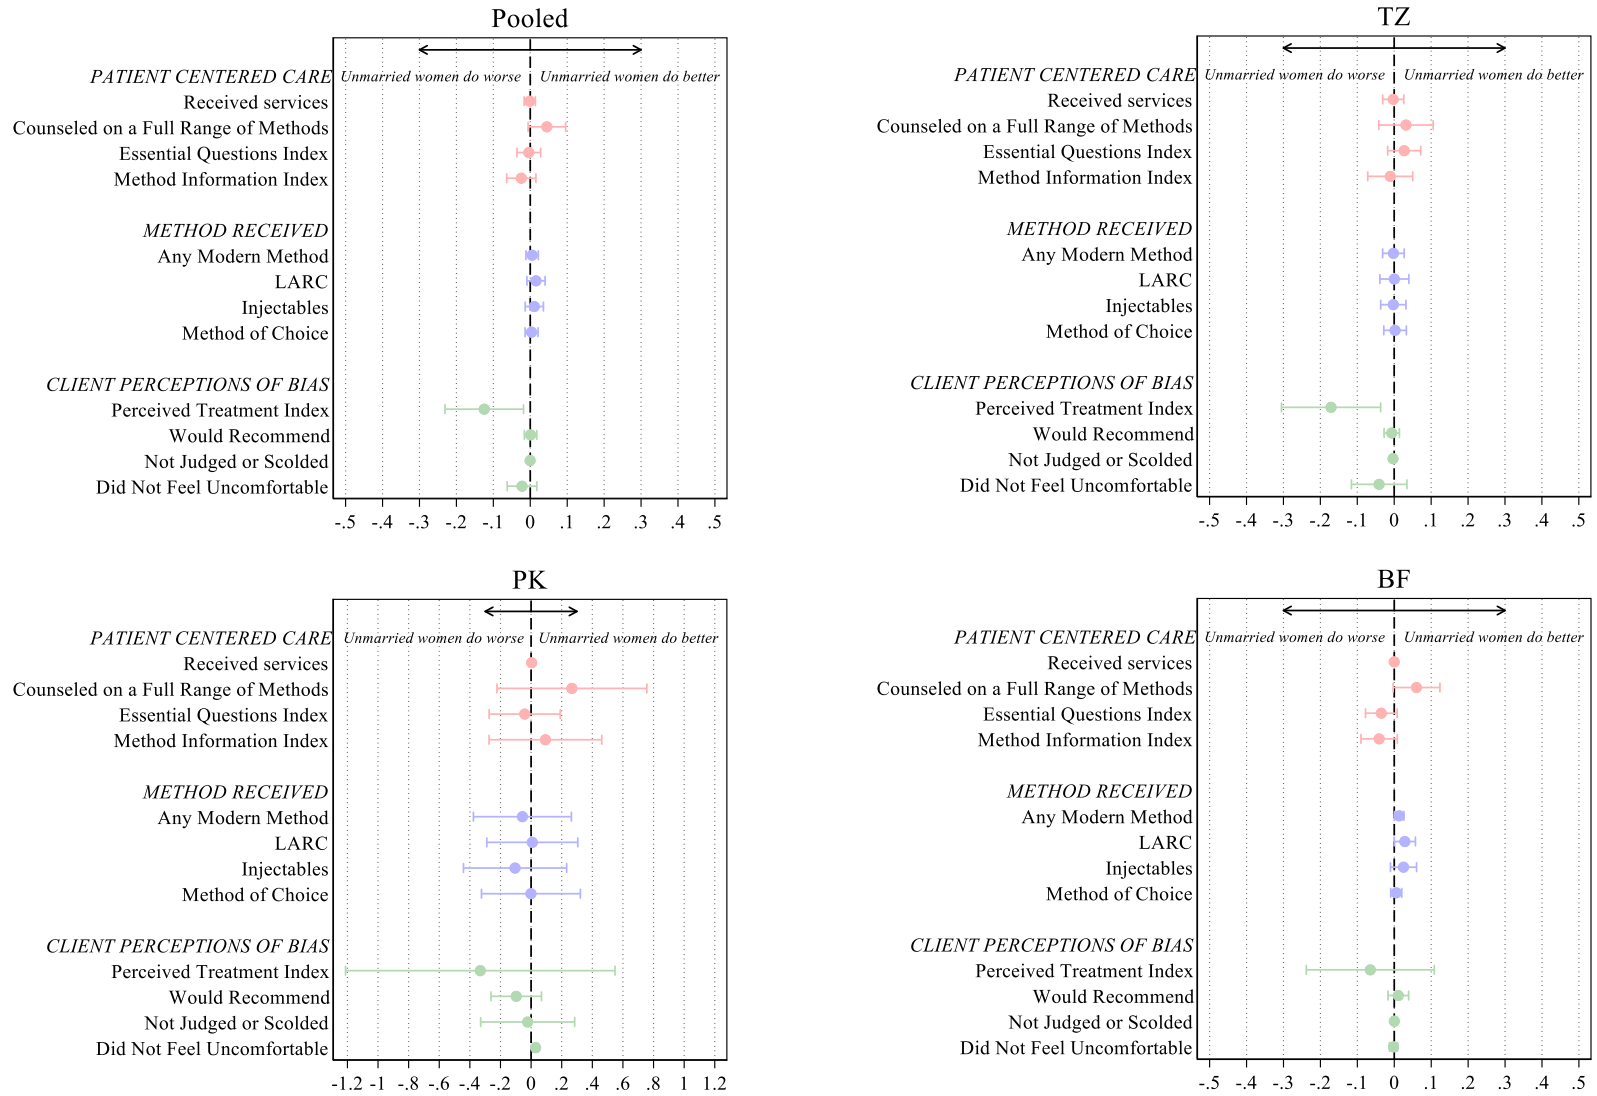 Pooled
PATIENT CENTERED CARE Unmarried women do worse Unmarried women do better
Received services
Counseled on a Full Range of Methods
Essential Questions Index
Method Information Index
METHOD RECEIVED
Any Modern Method
LARC
Injectables
Method of Choice
CLIENT PERCEPTIONS OF BIAS
Perceived Treatment Index
Would Recommend
Not Judged or Scolded
Did Not Feel Uncomfortable
-.5 -.4 -.3 -.2 -.1 0 .1 .2 .3 .4 .5
TZ
PATIENT CENTERED CARE Unmarried women do worse Unmarried women do better
Received services
Counseled on a Full Range of Methods
Essential Questions Index
Method Information Index
METHOD RECEIVED
Any Modern Method
LARC
Injectables
Method of Choice
CLIENT PERCEPTIONS OF BIAS
Perceived Treatment Index
Would Recommend
Not Judged or Scolded
Did Not Feel Uncomfortable
-.5 -.4 -.3 -.2 -.1 0 .1 .2 .3 .4 .5
PK
PATIENT CENTERED CARE Unmarried women do worse Unmarried women do better
Received services
Counseled on a Full Range of Methods
Essential Questions Index
Method Information Index
METHOD RECEIVED
Any Modern Method
LARC
Injectables
Method of Choice
CLIENT PERCEPTIONS OF BIAS
Perceived Treatment Index
Would Recommend
Not Judged or Scolded
Did Not Feel Uncomfortable
-1.2 -1 -.8 -.6 -.4 -.2 0 .2 .4 .6 .8 1 1.2
BF
PATIENT CENTERED CARE Unmarried women do worse Unmarried women do better
Received services
Counseled on a Full Range of Methods
Essential Questions Index
Method Information Index
METHOD RECEIVED
Any Modern Method
LARC
Injectables
Method of Choice
CLIENT PERCEPTIONS OF BIAS
Perceived Treatment Index
Would Recommend
Not Judged or Scolded
Did Not Feel Uncomfortable
-.5 -.4 -.3 -.2 -.1 0 .1 .2 .3 .4 .5